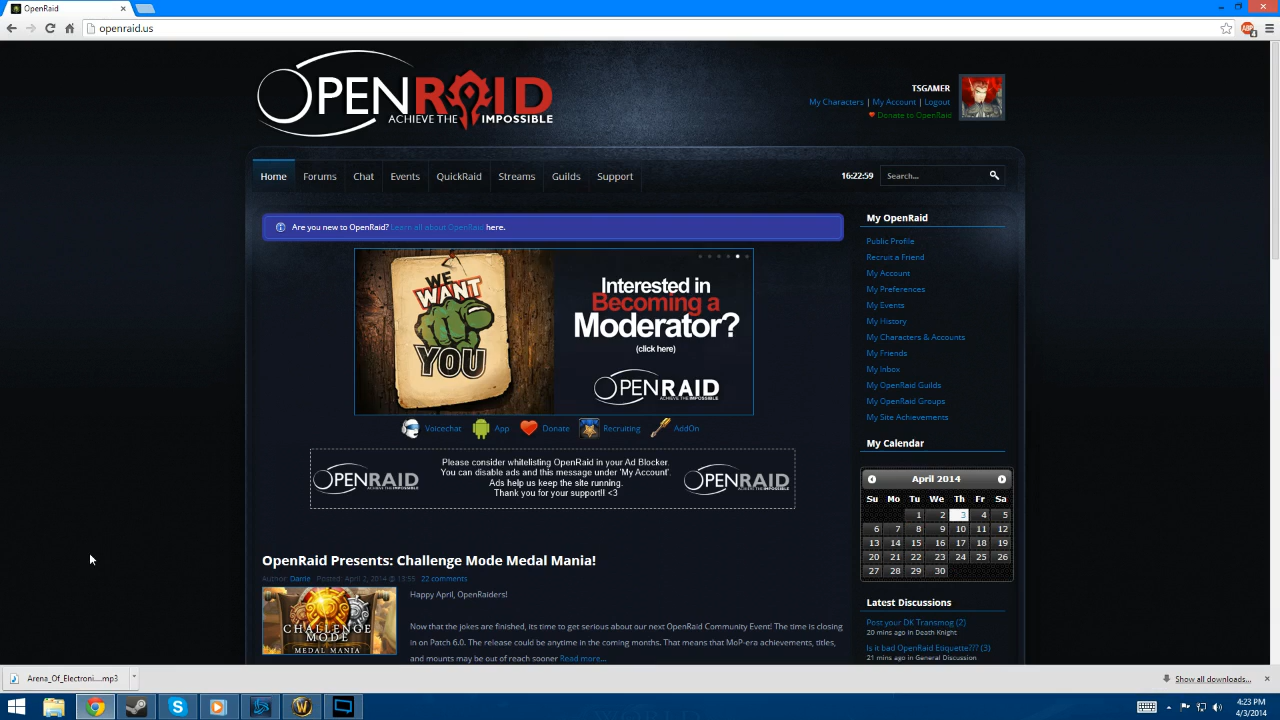 OpenRaid
openraid.us
OPENRAID
ACHIEVE THE IMPOSSIBLE
TSGAMER
My Characters | My Account | Logout
Donate to OpenRaid
Home Forums Chat Events QuickRaid Streams Guilds Support
16:22:59 Search...
Are you new to OpenRaid? Learn all about OpenRaid here.
WE
WANT
YOU
Interested in
Becoming a
Moderator?
(click here)
OPENRAID
ACHIEVE THE IMPOSSIBLE
Voicechat App Donate Recruiting AddOn
OPENRAID
ACHIEVE THE IMPOSSIBLE
Please consider whitelisting OpenRaid in your Ad Blocker.
You can disable ads and this message under 'My Account'.
Ads help us keep the site running.
Thank you for your support!! <3
OPENRAID
ACHIEVE THE IMPOSSIBLE
OpenRaid Presents: Challenge Mode Medal Mania!
Author: Danie Posted: April 2, 2014 @ 13:55 22 comments
CHALLENGE
MODE
MEDAL MANIA
Happy April, OpenRaiders!
Now that the jokes are finished, its time to get serious about our next OpenRaid Community Event! The time is closing
in on Patch 6.0. The release could be anytime in the coming months. That means that MoP-era achievements, titles,
and mounts may be out of reach sooner Read more...
My OpenRaid
Public Profile
Recruit a Friend
My Account
My Preferences
My Events
My History
My Characters & Accounts
My Friends
My Inbox
My OpenRaid Guilds
My OpenRaid Groups
My Site Achievements
My Calendar
April 2014
Su Mo Tu We Th Fr Sa
1 2 3 4 5
6 7 8 9 10 11 12
13 14 15 16 17 18 19
20 21 22 23 24 25 26
27 28 29 30
Latest Discussions
Post your DK Transmog (2)
20 mins ago in Death Knight
Is it bad OpenRaid Etiquette??? (3)
21 mins ago in General Discussion
Arena_Of_Electroni....mp3
Show all downloads...
4:23 PM
4/3/2014